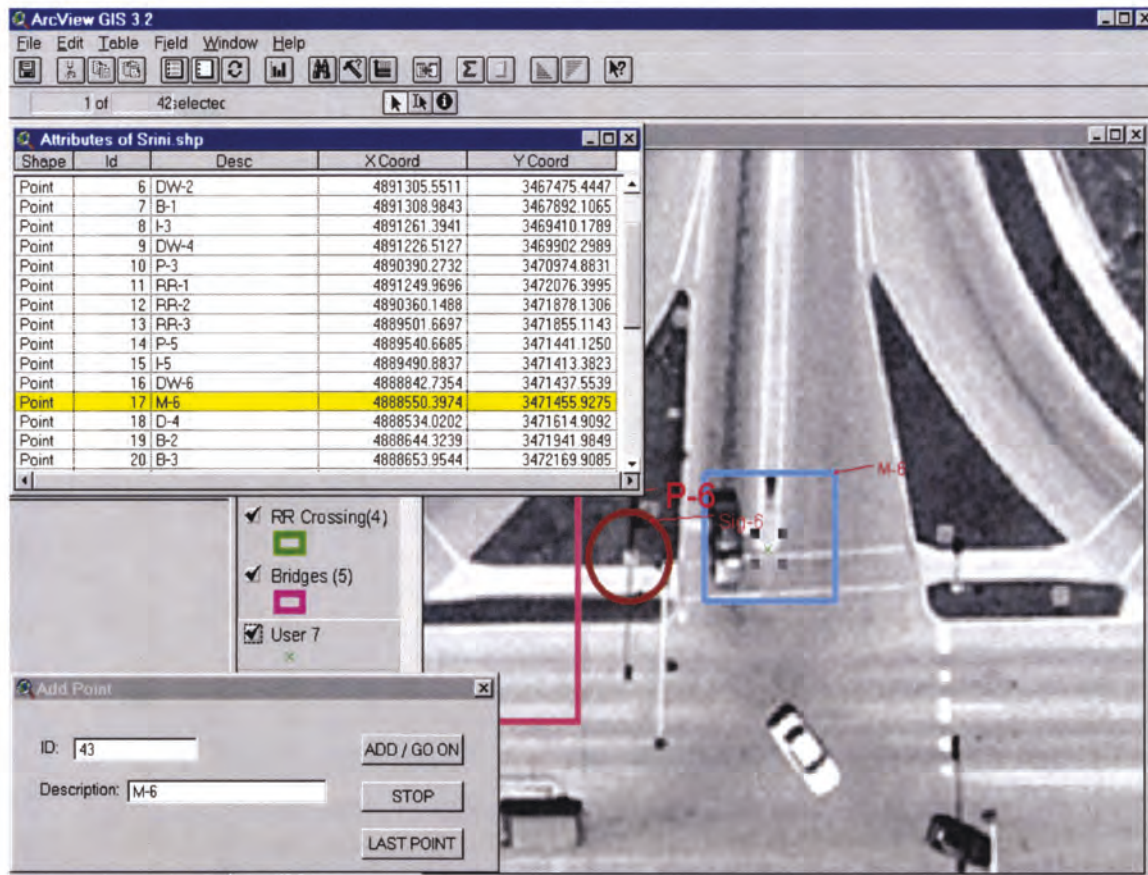 ArcView GIS 3.2
File Edit Table Field Window Help
1 of 42 selected
Attributes of Srini.shp
Shape Id Desc X Coord Y Coord
Point 6 DW-2 4891305.5511 3467475.4447
Point 7 B-1 4891308.9843 3467892.1065
Point 8 I-3 4891261.3941 3469410.1789
Point 9 DW-4 4891226.5127 3469902.2989
Point 10 P-3 4890390.2732 3470974.8831
Point 11 RR-1 4891249.9696 3472076.3995
Point 12 RR-2 4890360.1488 3471878.1306
Point 13 RR-3 4889501.6697 3471855.1143
Point 14 P-5 4889540.6685 3471441.1250
Point 15 I-5 4889490.8837 3471413.3823
Point 16 DW-6 4888842.7354 3471437.5539
Point 17 M-6 4888550.3974 3471455.9275
Point 18 D-4 4888534.0202 3471614.9092
Point 19 B-2 4888644.3239 3471941.9849
Point 20 B-3 4888653.9544 3472169.9085
M-6
P-6
Sig-6
RR Crossing(4)
Bridges (5)
User 7
Add Point
ID: 43
ADD / GO ON
Description: M-6
STOP
LAST POINT